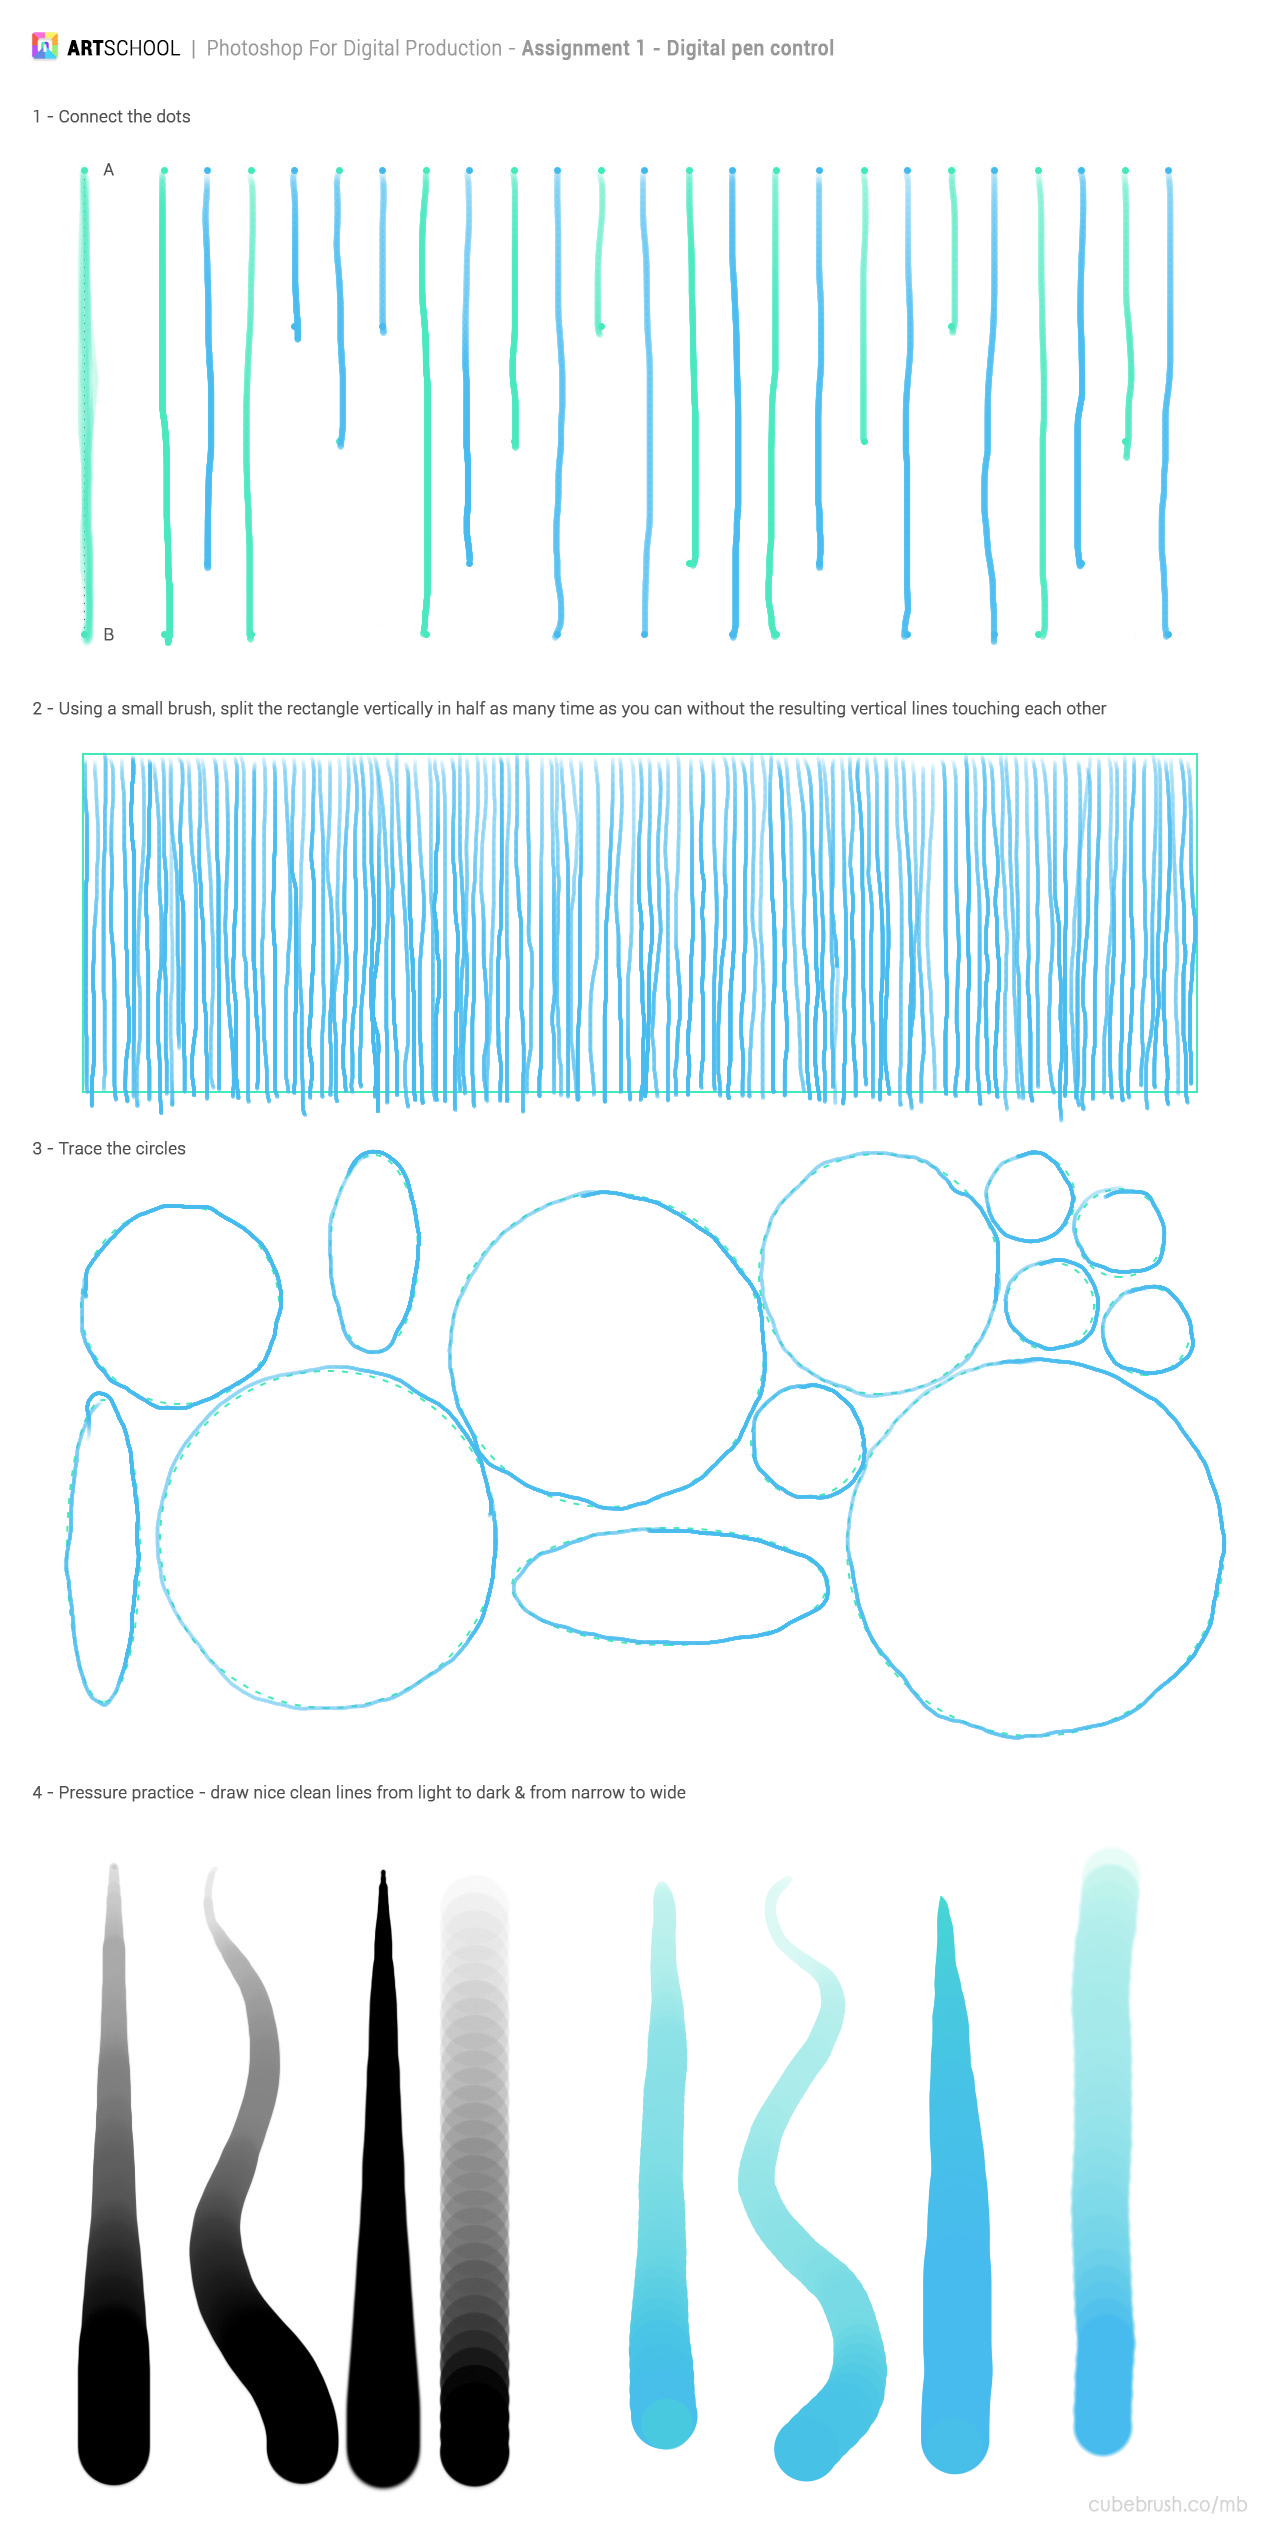 ARTSCHOOL | Photoshop For Digital Production - Assignment 1 - Digital pen control
1 - Connect the dots
A
B
2 - Using a small brush, split the rectangle vertically in half as many time as you can without the resulting vertical lines touching each other
3 - Trace the circles
4 - Pressure practice - draw nice clean lines from light to dark & from narrow to wide
cubebrush.co/mb